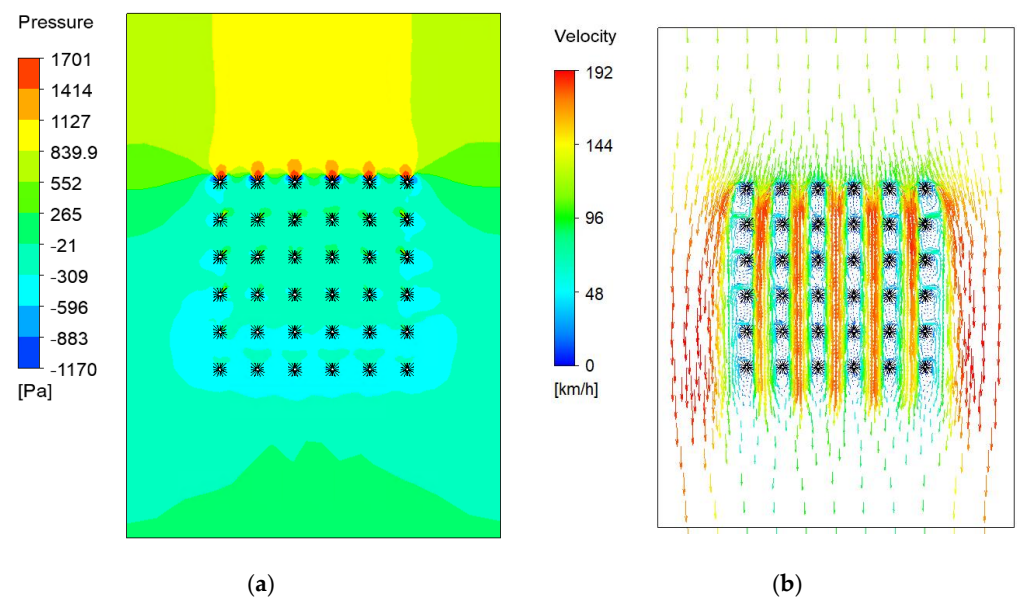 Pressure
1701
1414
1127
839.9
552
265
-21
-309
-596
-883
-1170
[Pa]
Velocity
192
144
96
48
0
[km/h]
(a)
(b)